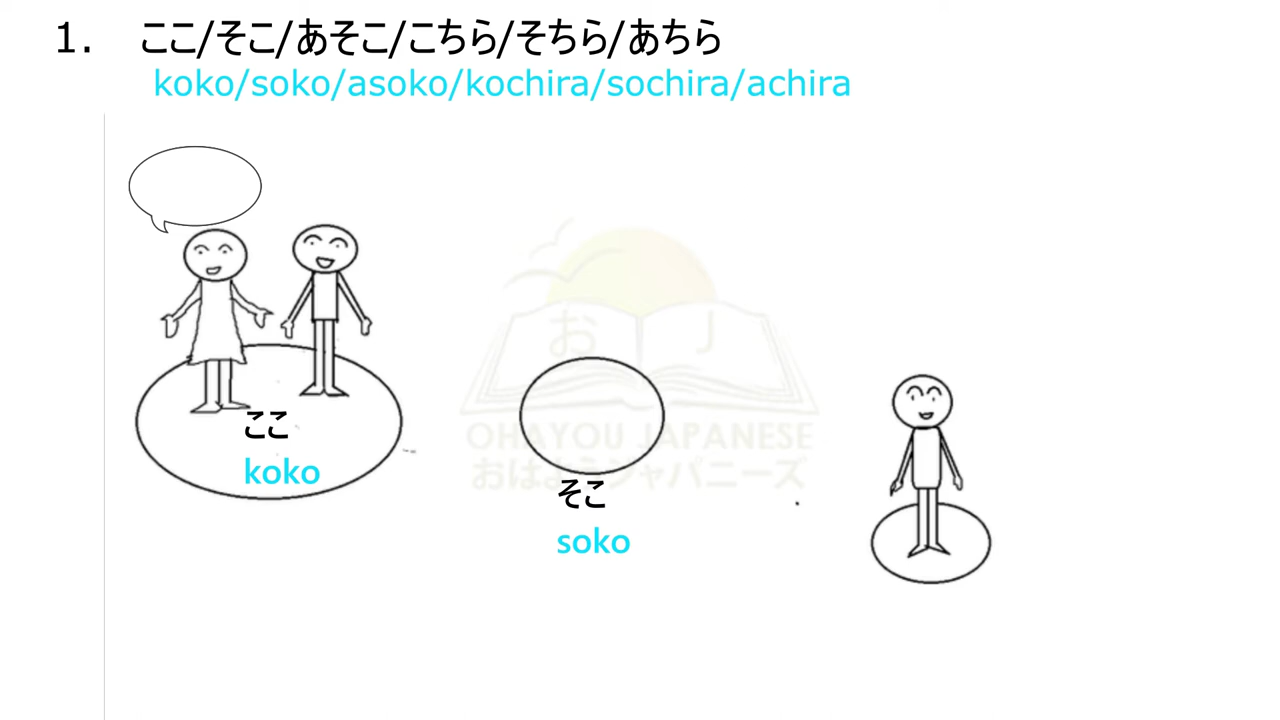 1. ここ/そこ/あそこ/こちら/そちら/あちら
koko/soko/asoko/kochira/sochira/achira
お J
OHAYOU JAPANESE
おはようジャパニーズ
ここ
koko
そこ
soko